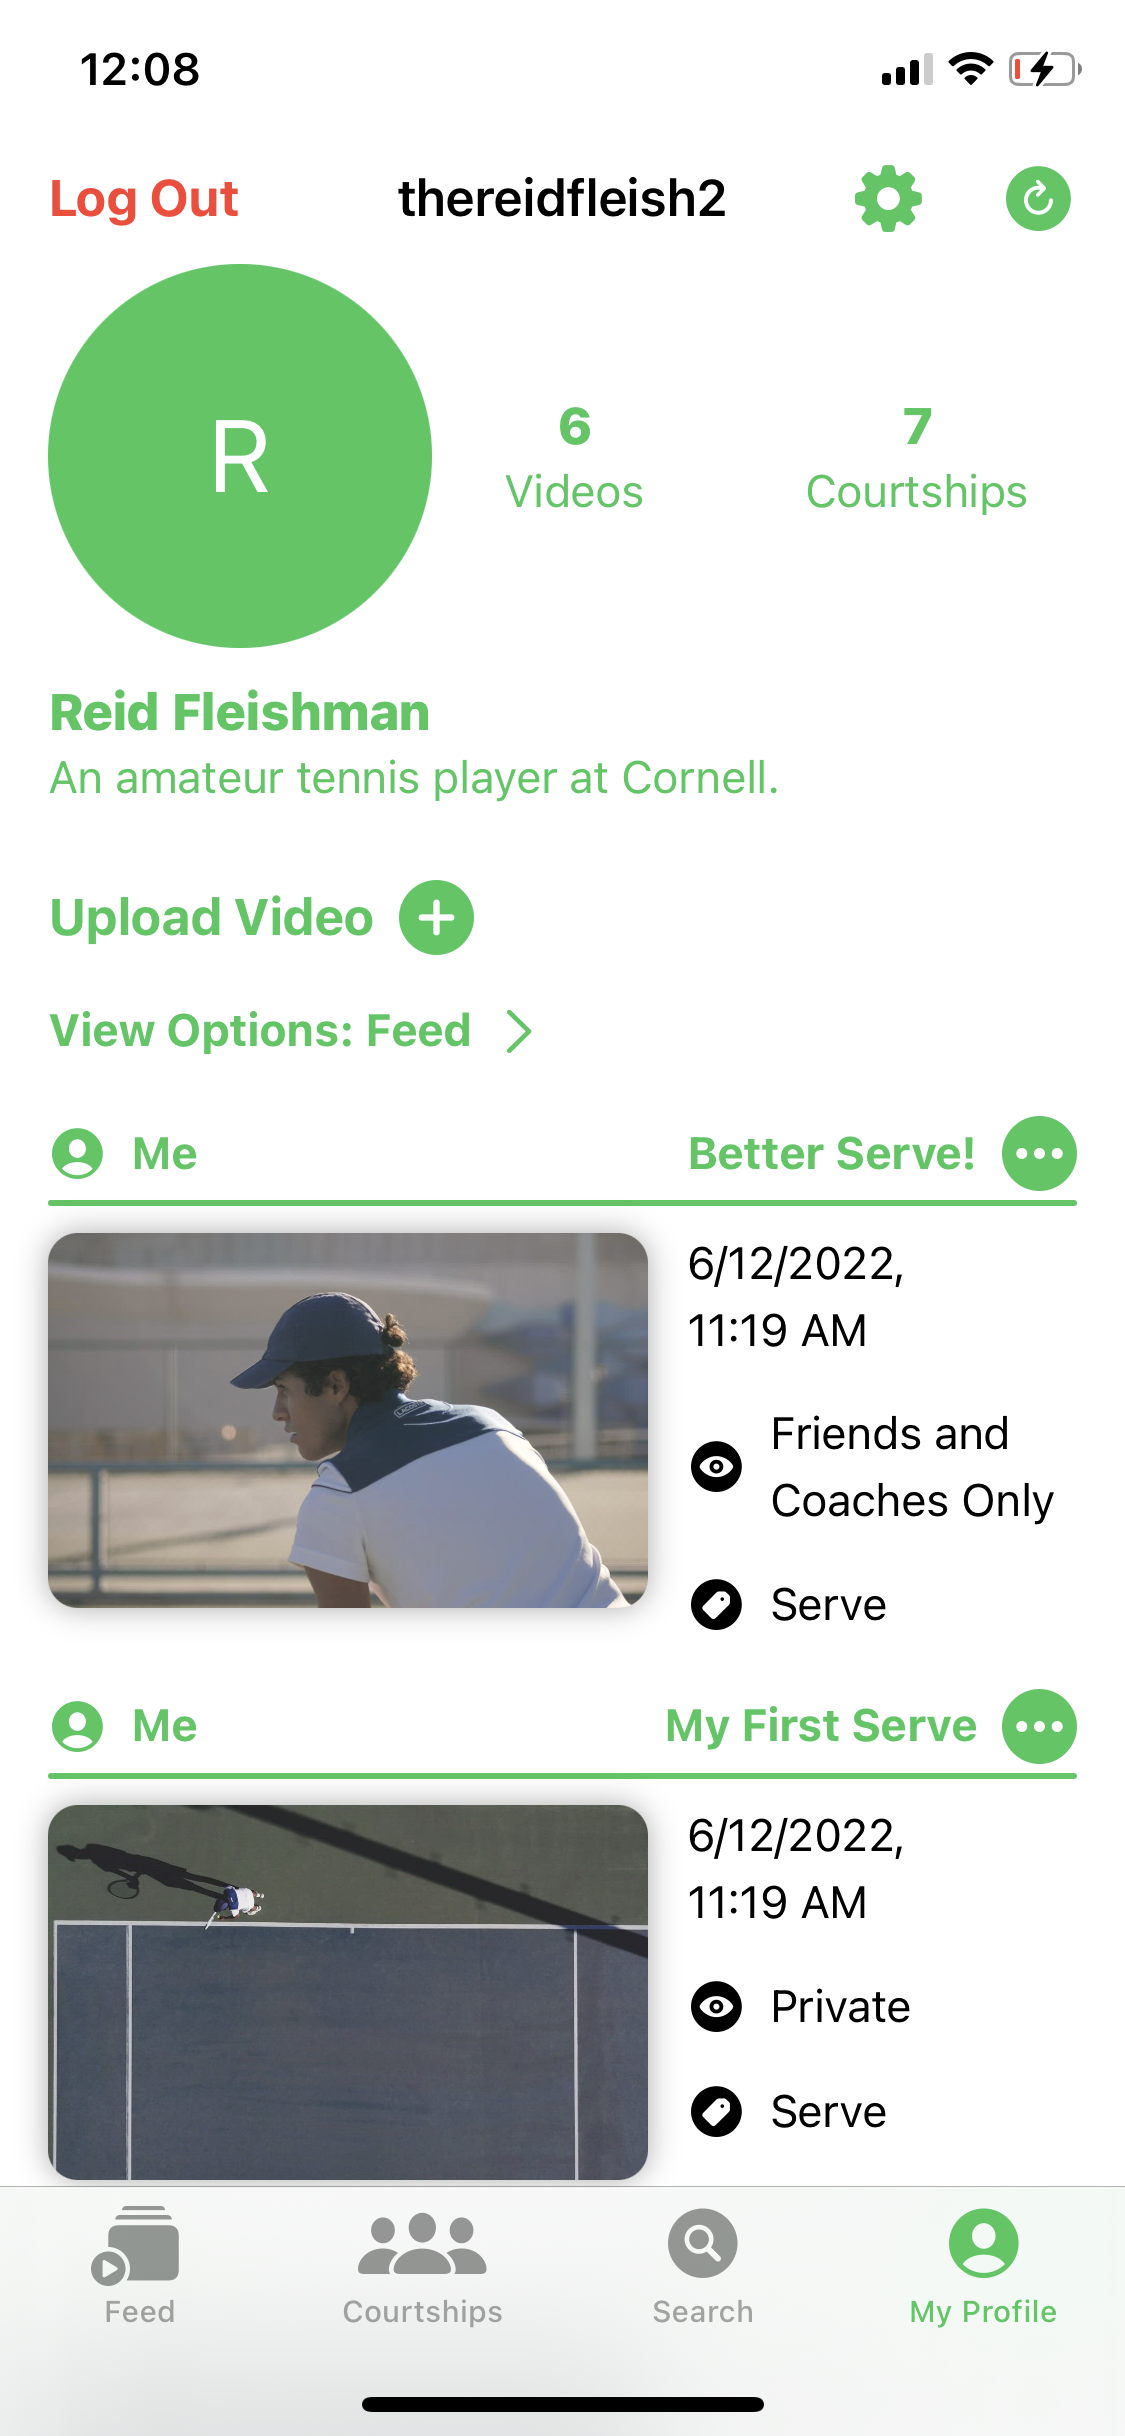 12:08
Log Out thereidfleish2
R
6 7
Videos Courtships
Reid Fleishman
An amateur tennis player at Cornell.
Upload Video
View Options: Feed
Me Better Serve!
6/12/2022,
11:19 AM
LACOSTE
Friends and
Coaches Only
Serve
Me My First Serve
6/12/2022,
11:19 AM
Private
Serve
Feed Courtships Search My Profile